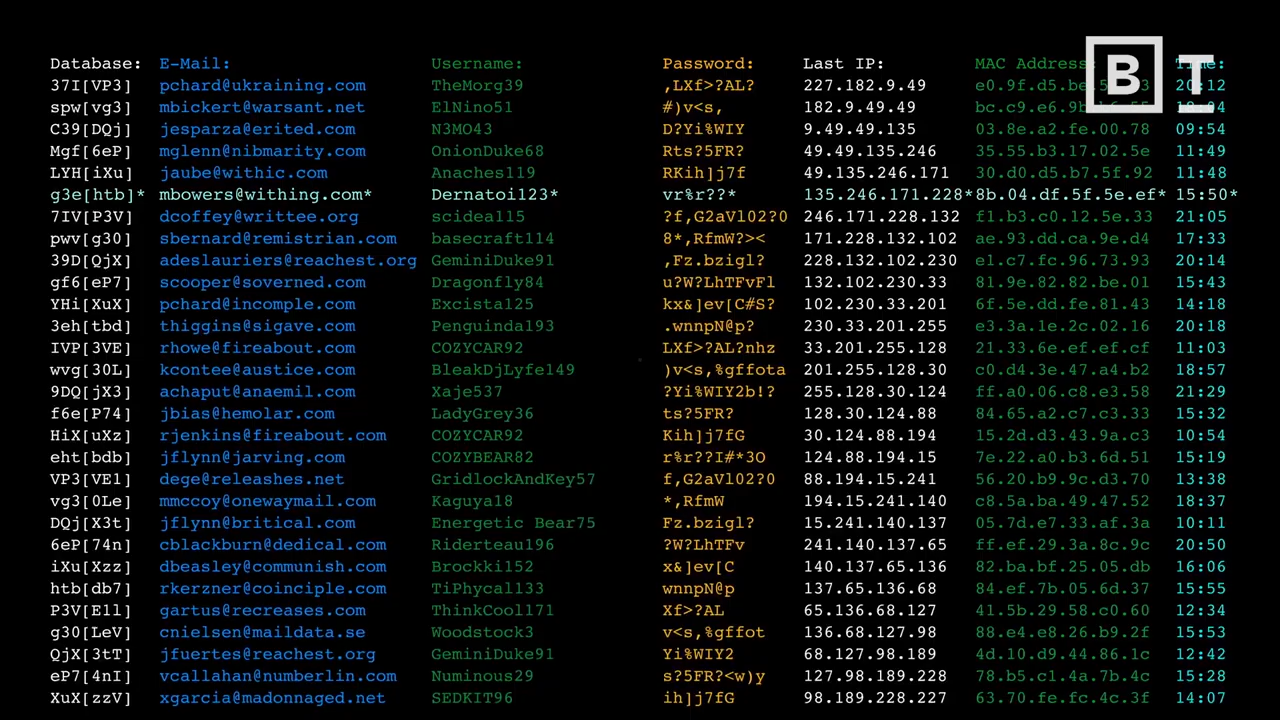 Database: E-Mail: Username: Password: Last IP: MAC Address: Time:
37I[VP3] pchard@ukraining.com TheMorg39 ,LXf>?AL? 227.182.9.49 20:12
spw[vg3] mbickert@warsant.net ElNino51 #)v<s, 182.9.49.49
C39[DQj] jesparza@erited.com N3MO43 D?Yi%WIY 9.49.49.135 03.8e.a2.fe.00.78 09:54
Mgf[6eP] mglenn@nibmarity.com OnionDuke68 Rts?5FR? 49.49.135.246 35.55.b3.17.02.5e 11:49
LYH[iXu] jaube@withic.com Anaches119 RKih]j7f 49.135.246.171 30.d0.d5.b7.5f.92 11:48
g3e[htb]* mbowers@withing.com* Dernatoi123* vr%r??* 135.246.171.228* 8b.04.df.5f.5e.ef* 15:50*
7IV[P3V] dcoffey@writtee.org scidea115 ?f,G2aVl02?0 246.171.228.132 f1.b3.c0.12.5e.33 21:05
pwv[g30] sbernard@remistrian.com basecraft114 8*,RfmW?>< 171.228.132.102 ae.93.dd.ca.9e.d4 17:33
39D[QjX] adeslauriers@reachest.org GeminiDuke91 ,Fz.bzigl? 228.132.102.230 e1.c7.fc.96.73.93 20:14
gf6[eP7] scooper@soverned.com Dragonfly84 u?W?LhTFvFl 132.102.230.33 81.9e.82.82.be.01 15:43
YHi[XuX] pchard@incomple.com Excista125 kx&]ev[C#S? 102.230.33.201 6f.5e.dd.fe.81.43 14:18
3eh[tbd] thiggins@sigave.com Penguinda193 .wnnpN@p? 230.33.201.255 e3.3a.1e.2c.02.16 20:18
IVP[3VE] rhowe@fireabout.com COZYCAR92 LXf>?AL?nhz 33.201.255.128 21.33.6e.ef.ef.cf 11:03
wvg[30L] kcontee@austice.com BleakDjLyfe149 )v<s,%gffota 201.255.128.30 c0.d4.3e.47.a4.b2 18:57
9DQ[jX3] achaput@anaemil.com Xaje537 ?Yi%WIY2b!? 255.128.30.124 ff.a0.06.c8.e3.58 21:29
f6e[P74] jbias@hemolar.com LadyGrey36 ts?5FR? 128.30.124.88 84.65.a2.c7.c3.33 15:32
HiX[uXz] rjenkins@fireabout.com COZYCAR92 Kih]j7fG 30.124.88.194 15.2d.d3.43.9a.c3 10:54
eht[bdb] jflynn@jarving.com COZYBEAR82 r%r??I#*3O 124.88.194.15 7e.22.a0.b3.6d.51 15:19
VP3[VE1] dege@releashes.net GridlockAndKey57 f,G2aVl02?0 88.194.15.241 56.20.b9.9c.d3.70 13:38
vg3[0Le] mmccoy@onewaymail.com Kaguya18 *,RfmW 194.15.241.140 c8.5a.ba.49.47.52 18:37
DQj[X3t] jflynn@britical.com Energetic Bear75 Fz.bzigl? 15.241.140.137 05.7d.e7.33.af.3a 10:11
6eP[74n] cblackburn@dedical.com Riderteau196 ?W?LhTFv 241.140.137.65 ff.ef.29.3a.8c.9c 20:50
iXu[Xzz] dbeasley@communish.com Brockki152 x&]ev[C 140.137.65.136 82.ba.bf.25.05.db 16:06
htb[db7] rkerzner@coinciple.com TiPhycall33 wnnpN@p 137.65.136.68 84.ef.7b.05.6d.37 15:55
P3V[E1l] gartus@recreases.com ThinkCool171 Xf>?AL 65.136.68.127 41.5b.29.58.c0.60 12:34
g30[LeV] cnielsen@maildata.se Woodstock3 v<s,%gffot 136.68.127.98 88.e4.e8.26.b9.2f 15:53
QjX[3tT] jfuertes@reachest.org GeminiDuke91 Yi%WIY2 68.127.98.189 4d.10.d9.44.86.1c 12:42
eP7[4nI] vcallahan@numberlin.com Numinous29 s?5FR?<w)y 127.98.189.228 78.b5.c1.4a.7b.4c 15:28
XuX[zzV] xgarcia@madonnaged.net SEDKIT96 ih]j7fG 98.189.228.227 63.70.fe.fc.4c.3f 14:07
B T